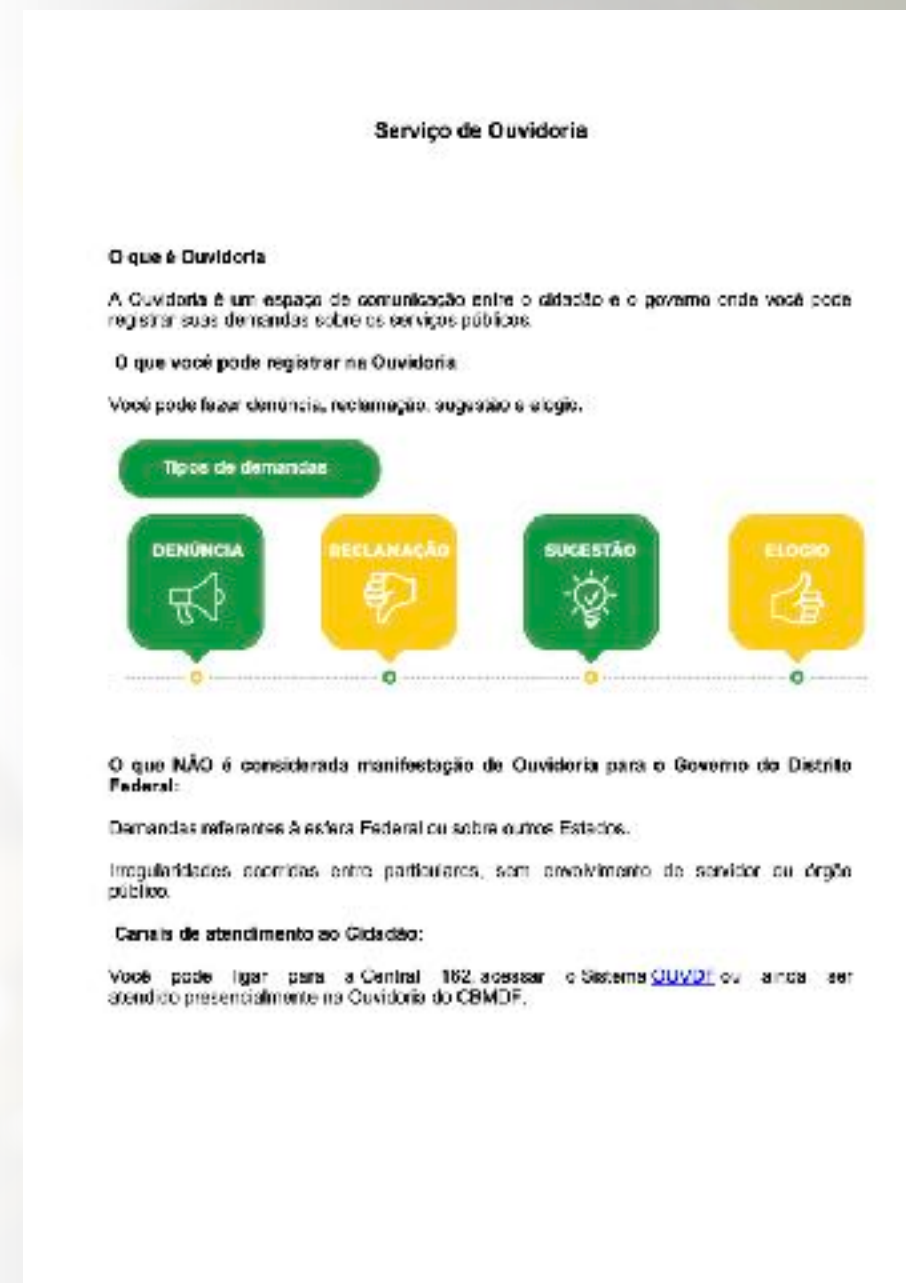 Serviço de Ouvidoria
O que é Ouvidoria
A Ouvidoria é um espaço de comunicação entre o cidadão e o governo onde você pode
registrar suas demandas sobre os serviços públicos.
O que você pode registrar na Ouvidoria
Você pode fazer denúncia, reclamação, sugestão e elogio.
Tipos de demandas
DENÚNCIA
RECLAMAÇÃO
SUGESTÃO
ELOGIO
O que NÃO é considerada manifestação de Ouvidoria para o Governo do Distrito
Federal:
Demandas referentes à esfera Federal ou sobre outros Estados.
Irregularidades ocorridas entre particulares, sem envolvimento de servidor ou órgão
público.
Canais de atendimento ao Cidadão:
Você pode ligar para a Central 162, acessar o Sistema OUVDF ou ainda ser
atendido presencialmente na Ouvidoria do CBMDF.